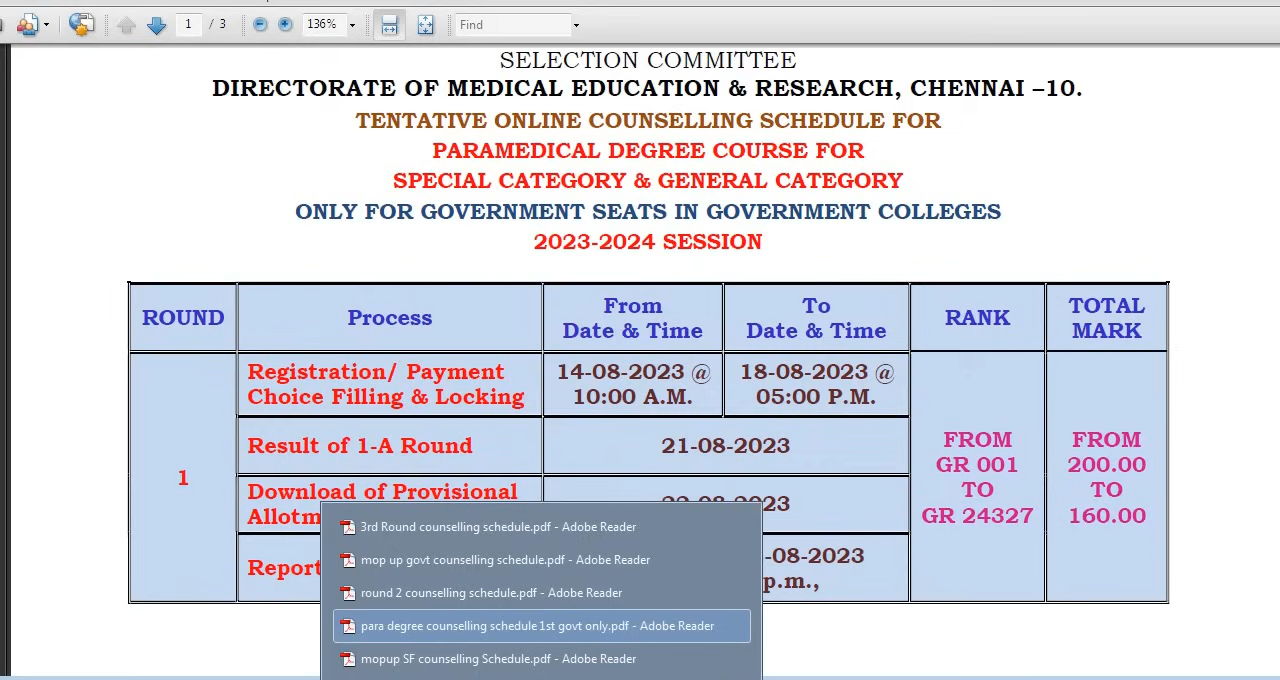 1 / 3 136% Find
SELECTION COMMITTEE
DIRECTORATE OF MEDICAL EDUCATION & RESEARCH, CHENNAI –10.
TENTATIVE ONLINE COUNSELLING SCHEDULE FOR
PARAMEDICAL DEGREE COURSE FOR
SPECIAL CATEGORY & GENERAL CATEGORY
ONLY FOR GOVERNMENT SEATS IN GOVERNMENT COLLEGES
2023-2024 SESSION
ROUND
Process
From
Date & Time
To
Date & Time
RANK
TOTAL
MARK
1
Registration/ Payment
Choice Filling & Locking
14-08-2023 @
10:00 A.M.
18-08-2023 @
05:00 P.M.
Result of 1-A Round
21-08-2023
Download of Provisional
Allotm
23
Report
-08-2023
p.m.,
FROM
GR 001
TO
GR 24327
FROM
200.00
TO
160.00
3rd Round counselling schedule.pdf - Adobe Reader
mop up govt counselling schedule.pdf - Adobe Reader
round 2 counselling schedule.pdf - Adobe Reader
para degree counselling schedule 1st govt only.pdf - Adobe Reader
mopup SF counselling Schedule.pdf - Adobe Reader